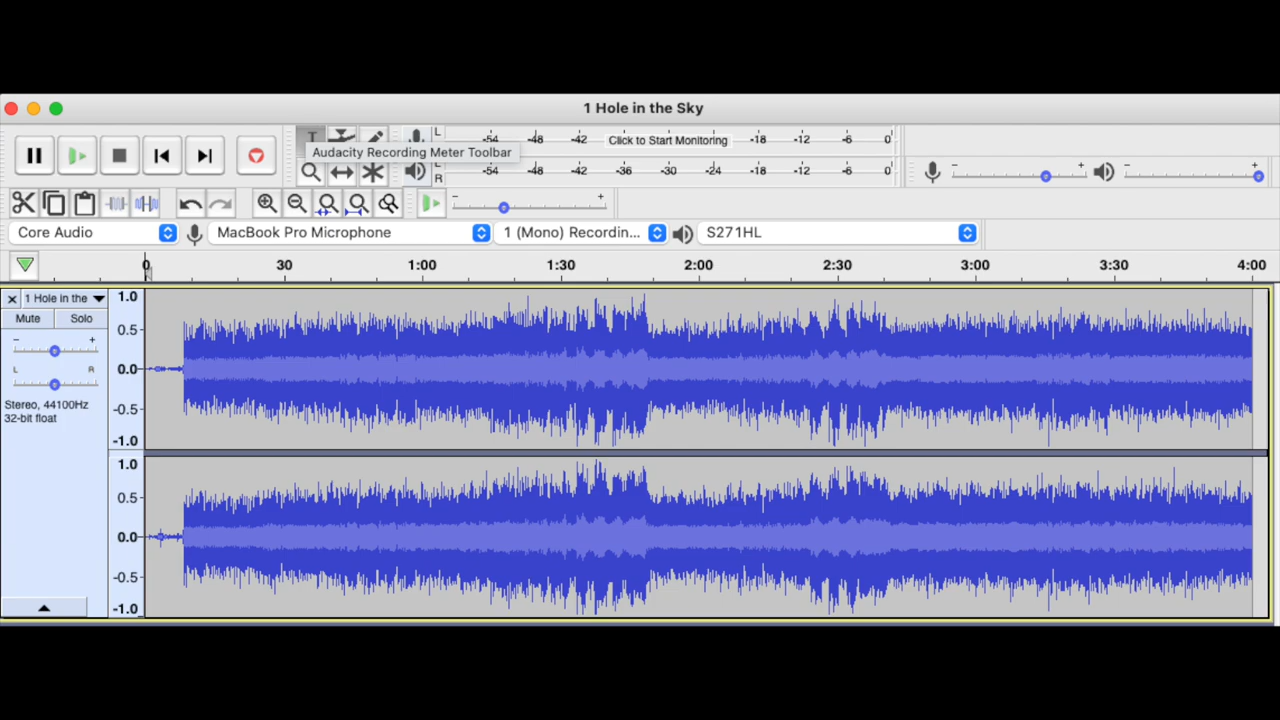 1 Hole in the Sky
L
-54 -48 -42 Click to Start Monitoring -18 -12 -6 0
Audacity Recording Meter Toolbar
R
-54 -48 -42 -36 -30 -24 -18 -12 -6 0
- + - +
- +
Core Audio MacBook Pro Microphone 1 (Mono) Recordin... S271HL
0 30 1:00 1:30 2:00 2:30 3:00 3:30 4:00
1 Hole in the
Mute Solo
- +
L R
Stereo, 44100Hz
32-bit float
1.0
0.5
0.0
-0.5
-1.0
1.0
0.5
0.0
-0.5
-1.0